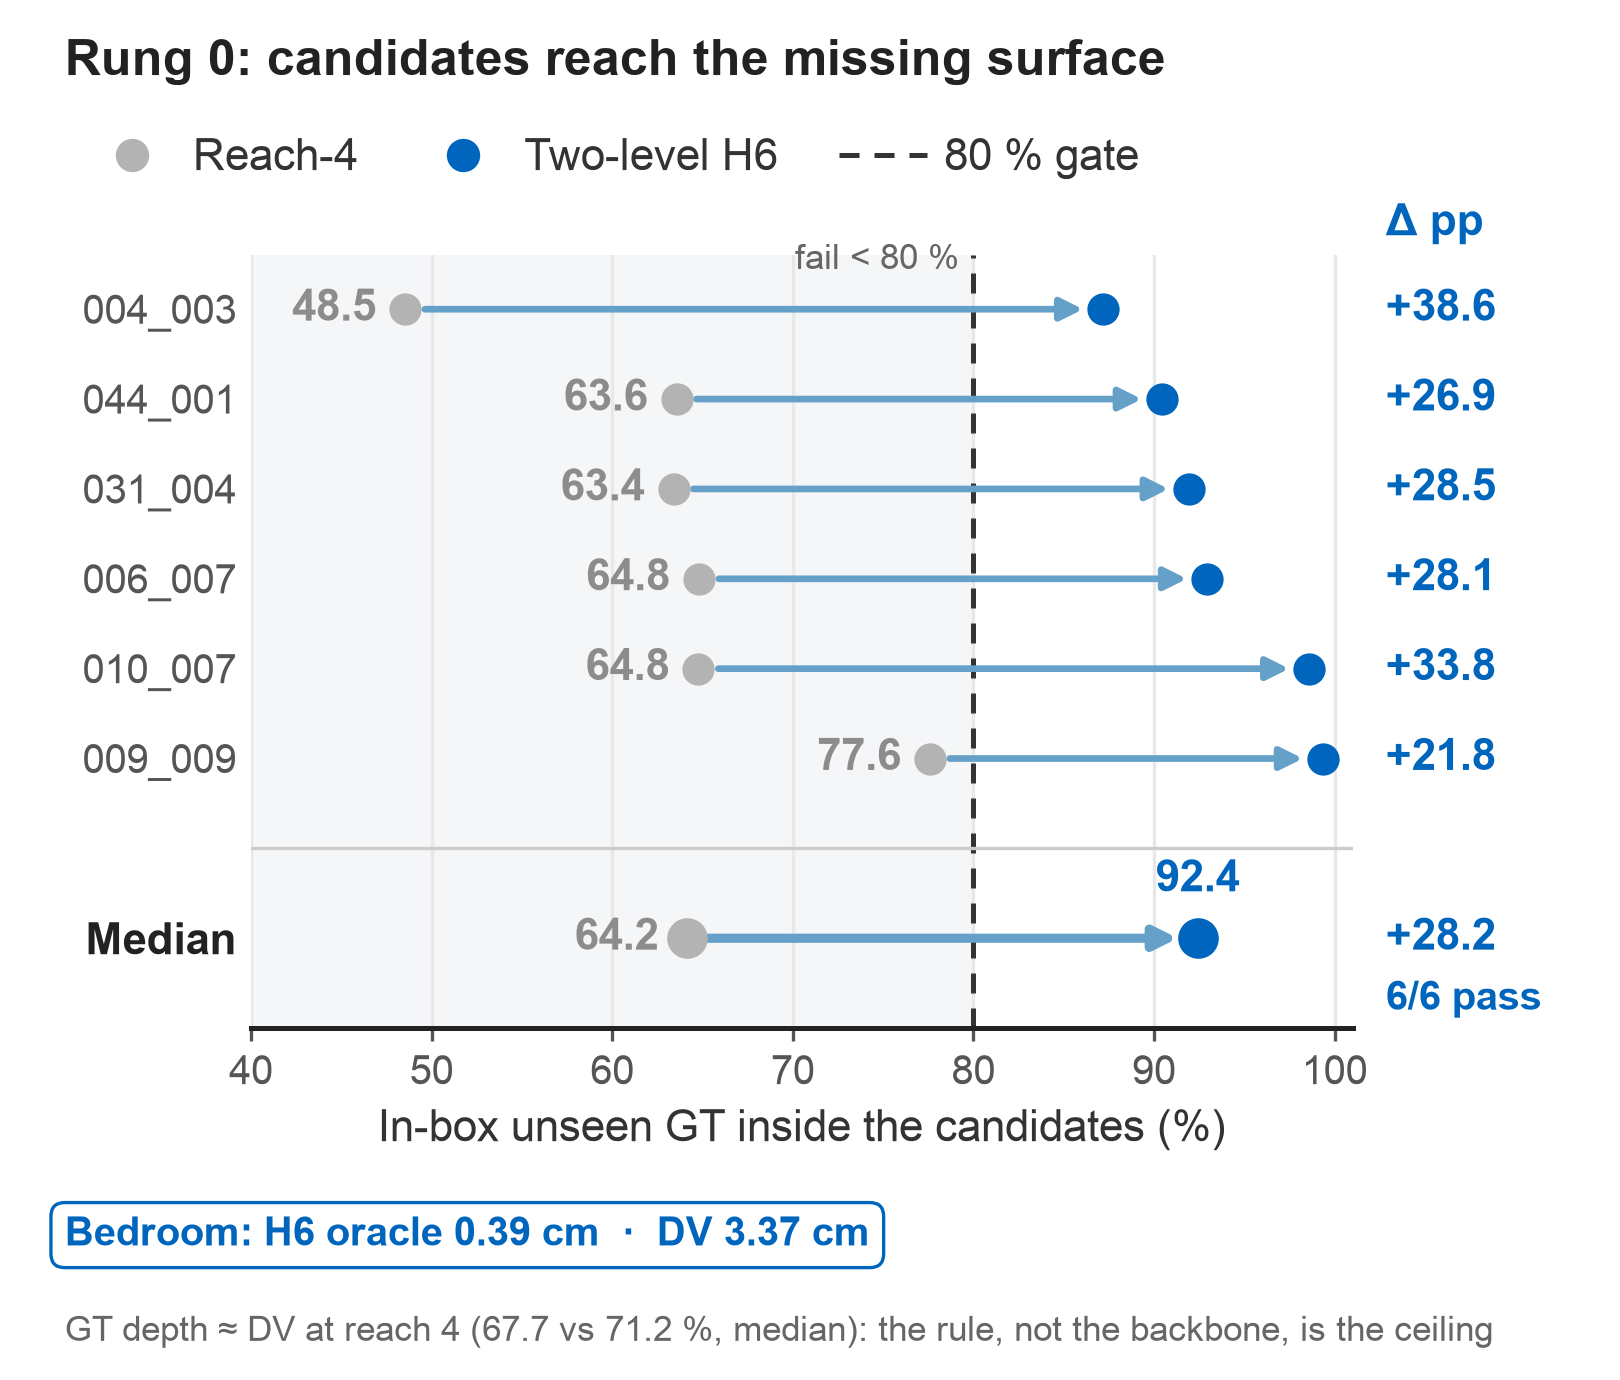 Rung 0: candidates reach the missing surface
Reach-4 Two-level H6 80 % gate
Δ pp
fail < 80 %
004_003 48.5 +38.6
044_001 63.6 +26.9
031_004 63.4 +28.5
006_007 64.8 +28.1
010_007 64.8 +33.8
009_009 77.6 +21.8
92.4
Median 64.2 +28.2
6/6 pass
40 50 60 70 80 90 100
In-box unseen GT inside the candidates (%)
Bedroom: H6 oracle 0.39 cm · DV 3.37 cm
GT depth ≈ DV at reach 4 (67.7 vs 71.2 %, median): the rule, not the backbone, is the ceiling